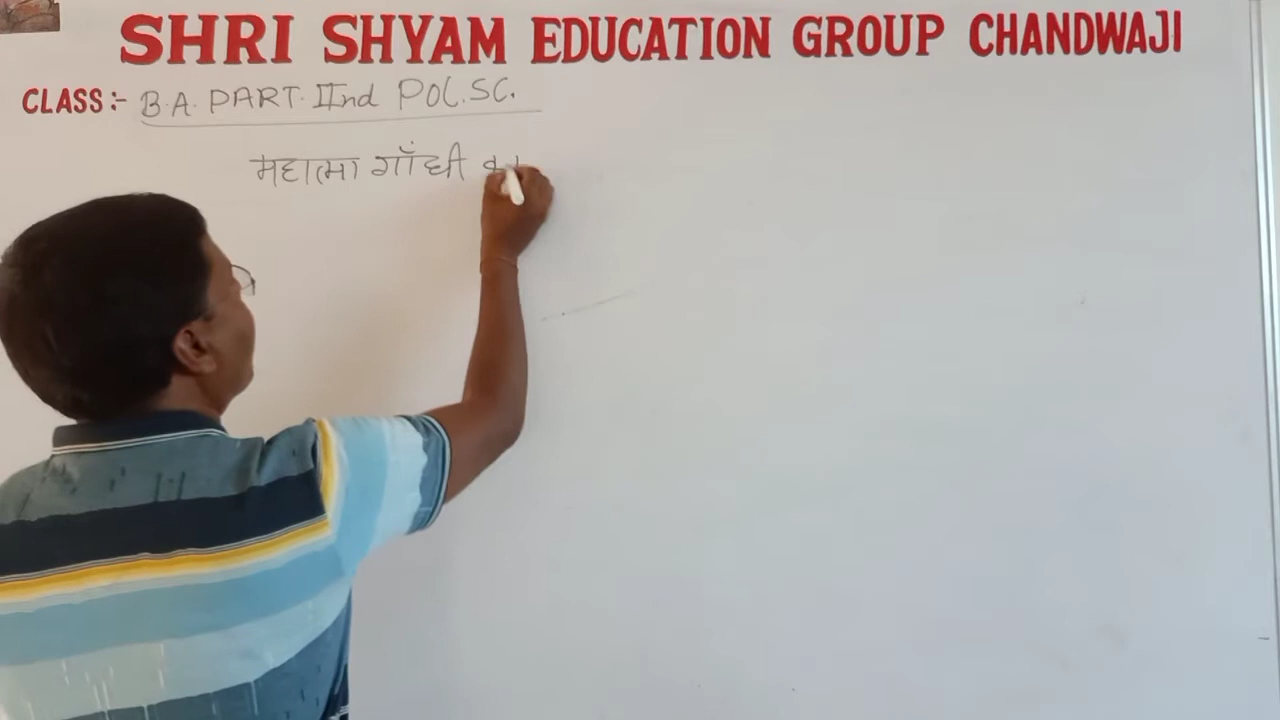 SHRI SHYAM EDUCATION GROUP CHANDWAJI
CLASS:- B.A. PART IInd POL.SC.
महात्मा गाँधी